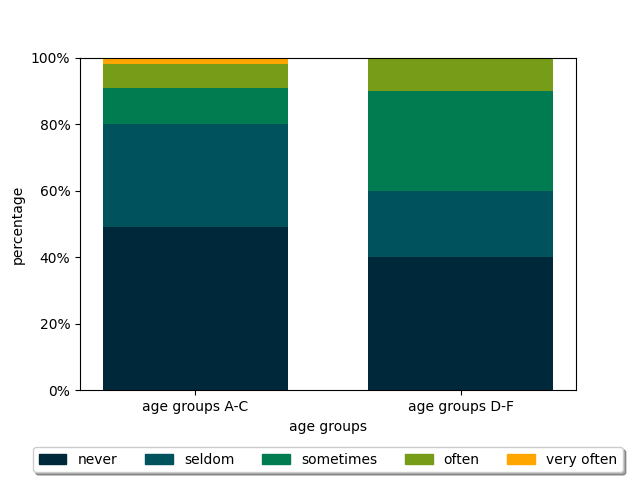 100%
80%
60%
40%
20%
0%
percentage
age groups A-C age groups D-F
age groups
never seldom sometimes often very often